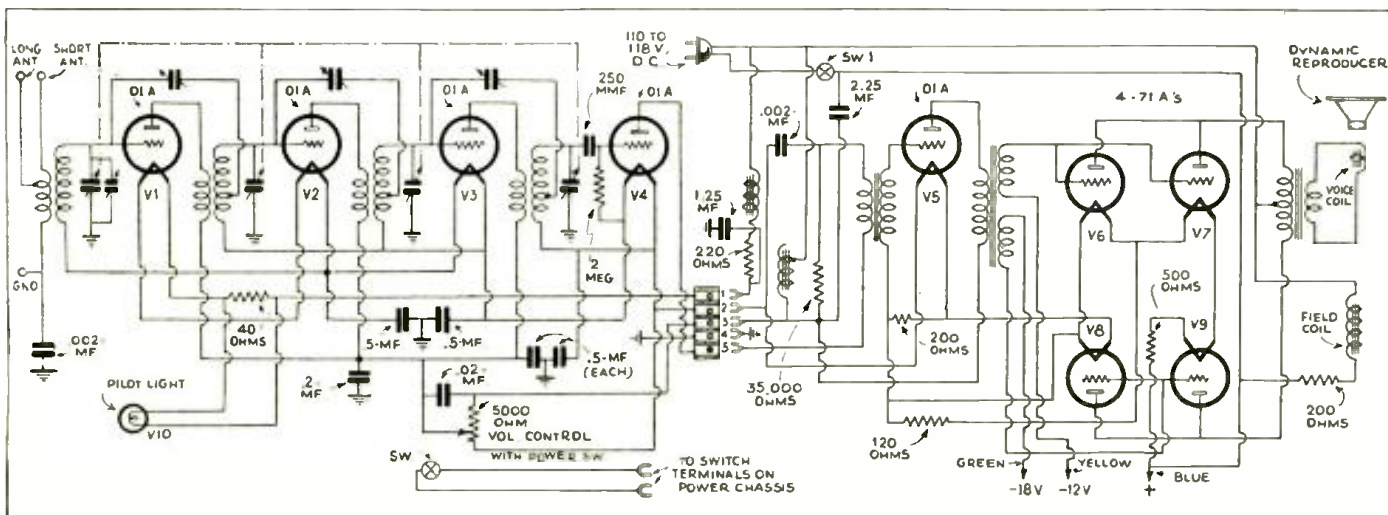 LONG ANT.
SHORT ANT.
01A
01A
01A
250 MMF
01A
V1
V2
V3
V4
GND
.002-MF
PILOT LIGHT
V10
40 OHMS
.5-MF
.5-MF
2 MEG
.5-MF (EACH)
.2-MF
.02-MF
5000 OHM VOL. CONTROL WITH POWER SW
SW
TO SWITCH TERMINALS ON POWER CHASSIS
110 TO 118 V, D.C.
SW1
2.25 MF
.002-MF
01A
1.25 MF
220 OHMS
1
2
3
4
5
35,000 OHMS
V5
200 OHMS
120 OHMS
4-71A's
V6
V7
V8
V9
500 OHMS
GREEN
-18V
-12V
YELLOW
+
BLUE
DYNAMIC REPRODUCER
VOICE COIL
FIELD COIL
200 OHMS